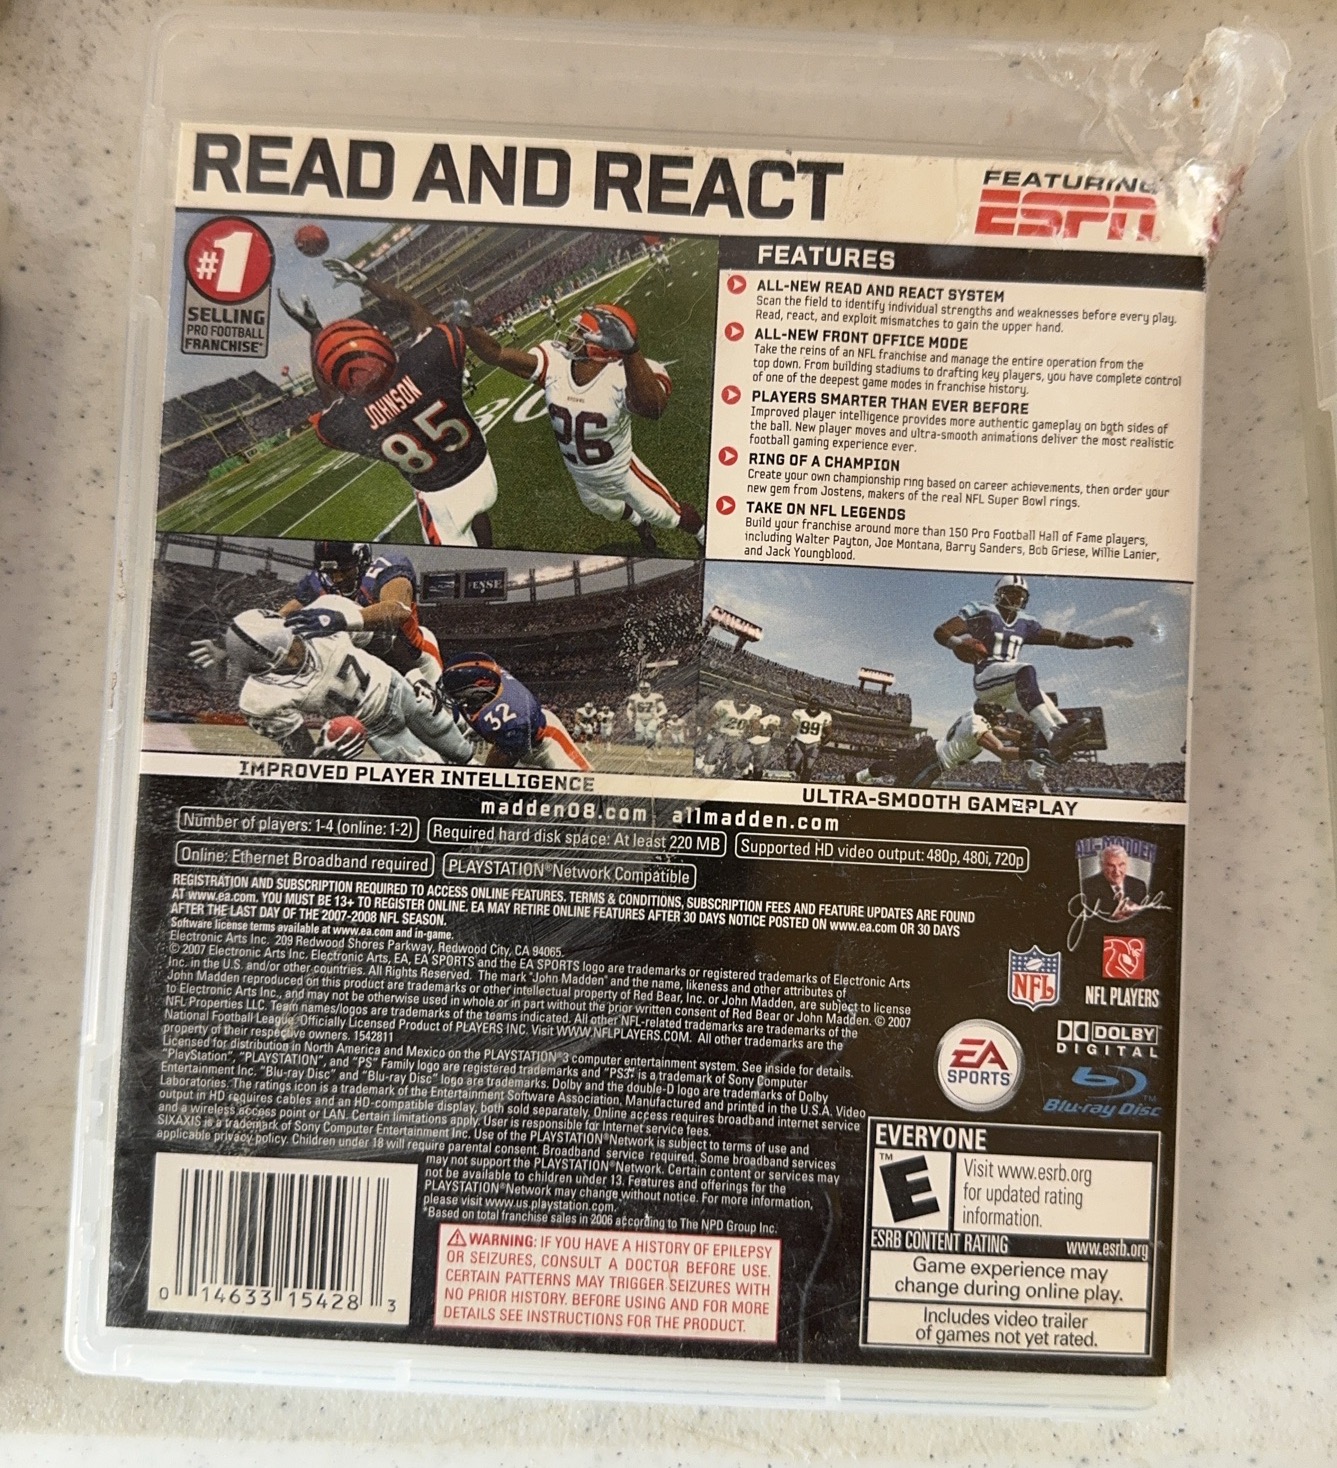 READ AND REACT
FEATURING
ESPN
#1
SELLING
PRO FOOTBALL
FRANCHISE*
JOHNSON
85
26
FEATURES
ALL-NEW READ AND REACT SYSTEM
Scan the field to identify individual strengths and weaknesses before every play.
Read, react, and exploit mismatches to gain the upper hand.
ALL-NEW FRONT OFFICE MODE
Take the reins of an NFL franchise and manage the entire operation from the
top down. From building stadiums to drafting key players, you have complete control
of one of the deepest game modes in franchise history.
PLAYERS SMARTER THAN EVER BEFORE
Improved player intelligence provides more authentic gameplay on both sides of
the ball. New player moves and ultra-smooth animations deliver the most realistic
football gaming experience ever.
RING OF A CHAMPION
Create your own championship ring based on career achievements, then order your
new gem from Jostens, makers of the real NFL Super Bowl rings.
TAKE ON NFL LEGENDS
Build your franchise around more than 150 Pro Football Hall of Fame players,
including Walter Payton, Joe Montana, Barry Sanders, Bob Griese, Willie Lanier,
and Jack Youngblood.
32
67
10
20
99
IMPROVED PLAYER INTELLIGENCE
ULTRA-SMOOTH GAMEPLAY
madden08.com allmadden.com
Number of players: 1-4 (online: 1-2)
Required hard disk space: At least 220 MB
Supported HD video output: 480p, 480i, 720p
Online: Ethernet Broadband required
PLAYSTATION®Network Compatible
ALL-MADDEN
REGISTRATION AND SUBSCRIPTION REQUIRED TO ACCESS ONLINE FEATURES. TERMS & CONDITIONS, SUBSCRIPTION FEES AND FEATURE UPDATES ARE FOUND
AT www.ea.com. YOU MUST BE 13+ TO REGISTER ONLINE. EA MAY RETIRE ONLINE FEATURES AFTER 30 DAYS NOTICE POSTED ON www.ea.com OR 30 DAYS
AFTER THE LAST DAY OF THE 2007-2008 NFL SEASON.
Software license terms available at www.ea.com and in-game.
Electronic Arts Inc. 209 Redwood Shores Parkway, Redwood City, CA 94065.
© 2007 Electronic Arts Inc. Electronic Arts, EA, EA SPORTS and the EA SPORTS logo are trademarks or registered trademarks of Electronic Arts
Inc. in the U.S. and/or other countries. All Rights Reserved. The mark "John Madden" and the name, likeness and other attributes of
John Madden reproduced on this product are trademarks or other intellectual property of Red Bear, Inc. or John Madden, are subject to license
to Electronic Arts Inc., and may not be otherwise used in whole or in part without the prior written consent of Red Bear or John Madden. © 2007
NFL Properties LLC. Team names/logos are trademarks of the teams indicated. All other NFL-related trademarks are trademarks of the
National Football League. Officially Licensed Product of PLAYERS INC. Visit WWW.NFLPLAYERS.COM. All other trademarks are the
property of their respective owners. 1542811
Licensed for distribution in North America and Mexico on the PLAYSTATION®3 computer entertainment system. See inside for details.
"PlayStation", "PLAYSTATION", and "PS" Family logo are registered trademarks and "PS3" is a trademark of Sony Computer
Entertainment Inc. "Blu-ray Disc" and "Blu-ray Disc" logo are trademarks. Dolby and the double-D logo are trademarks of Dolby
Laboratories. The ratings icon is a trademark of the Entertainment Software Association. Manufactured and printed in the U.S.A. Video
output in HD requires cables and an HD-compatible display, both sold separately. Online access requires broadband internet service
and a wireless access point or LAN. Certain limitations apply. User is responsible for Internet service fees.
SIXAXIS is a trademark of Sony Computer Entertainment Inc. Use of the PLAYSTATION®Network is subject to terms of use and
applicable privacy policy. Children under 18 will require parental consent. Broadband service required. Some broadband services
may not support the PLAYSTATION®Network. Certain content or services may
not be available to children under 13. Features and offerings for the
PLAYSTATION®Network may change without notice. For more information,
please visit www.us.playstation.com.
*Based on total franchise sales in 2006 according to The NPD Group Inc.
NFL
NFL PLAYERS
EA
SPORTS™
DOLBY
DIGITAL
Blu-ray Disc™
WARNING: IF YOU HAVE A HISTORY OF EPILEPSY
OR SEIZURES, CONSULT A DOCTOR BEFORE USE.
CERTAIN PATTERNS MAY TRIGGER SEIZURES WITH
NO PRIOR HISTORY. BEFORE USING AND FOR MORE
DETAILS SEE INSTRUCTIONS FOR THE PRODUCT.
0 14633 15428 3
EVERYONE
E™
Visit www.esrb.org
for updated rating
information.
ESRB CONTENT RATING www.esrb.org
Game experience may
change during online play.
Includes video trailer
of games not yet rated.